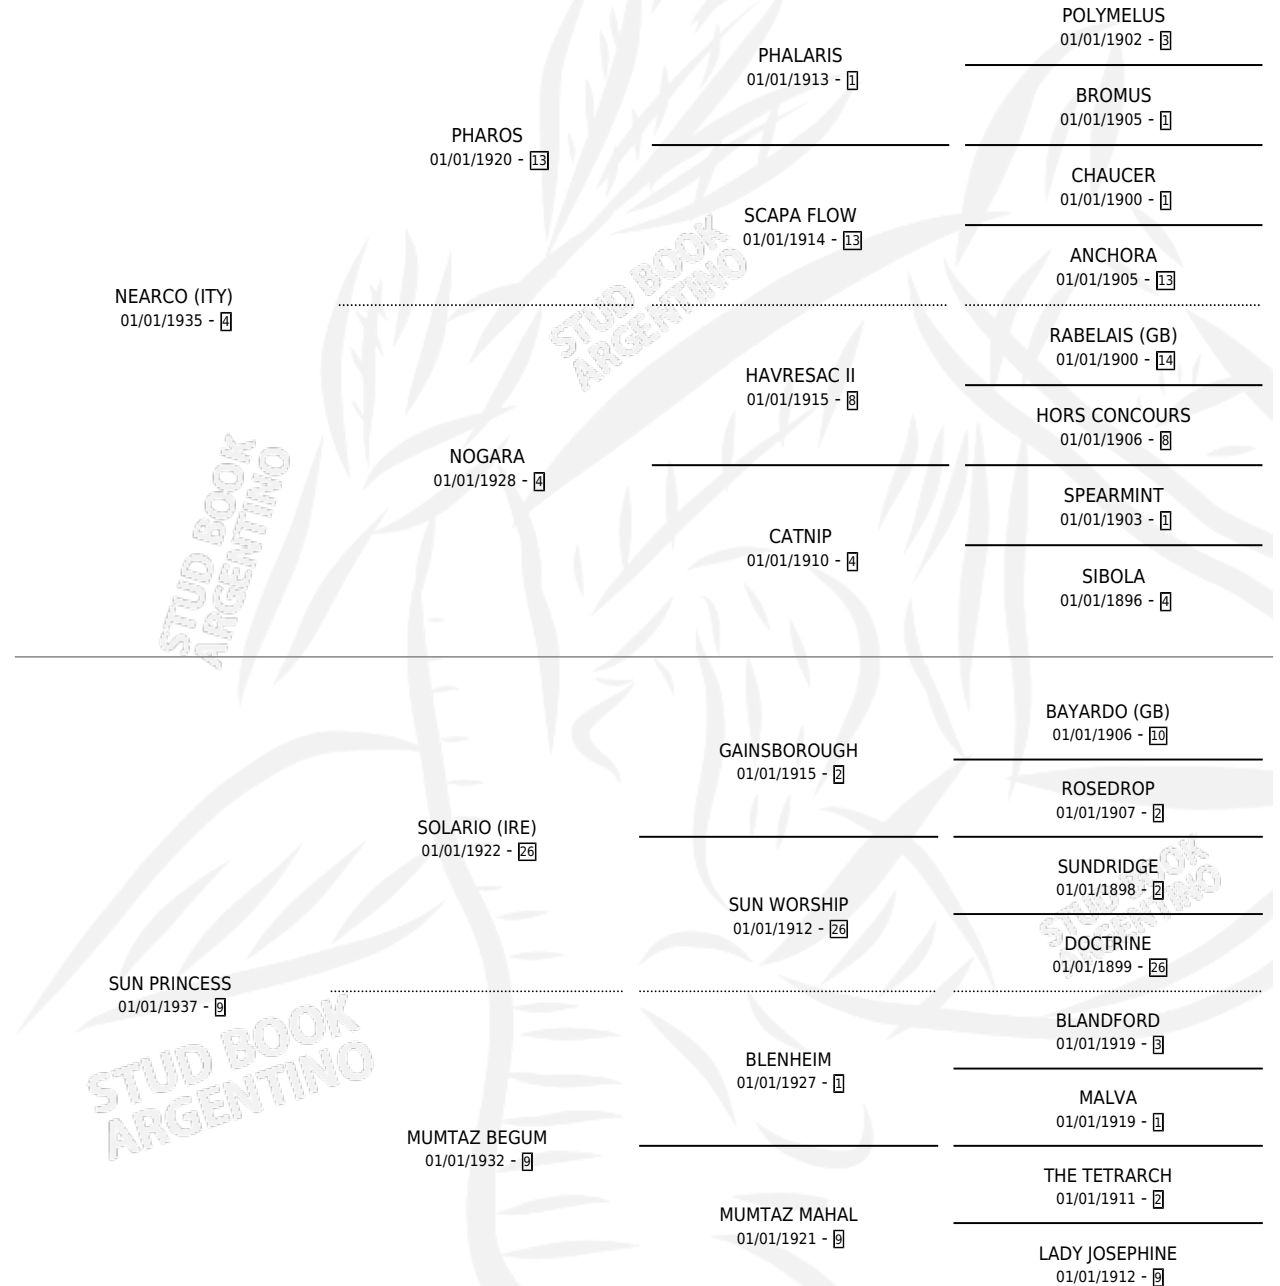 POLYMELUS
01/01/1902 - 3
PHALARIS
01/01/1913 - 1
BROMUS
01/01/1905 - 1
PHAROS
01/01/1920 - 13
CHAUCER
01/01/1900 - 1
SCAPA FLOW
01/01/1914 - 13
ANCHORA
01/01/1905 - 13
NEARCO (ITY)
01/01/1935 - 4
STUD BOOK
ARGENTINO
RABELAIS (GB)
01/01/1900 - 14
HAVRESAC II
01/01/1915 - 8
HORS CONCOURS
01/01/1906 - 8
NOGARA
01/01/1928 - 4
SPEARMINT
01/01/1903 - 1
CATNIP
01/01/1910 - 4
SIBOLA
01/01/1896 - 4
STUD BOOK
ARGENTINO
BAYARDO (GB)
01/01/1906 - 10
GAINSBOROUGH
01/01/1915 - 2
ROSEDROP
01/01/1907 - 2
SOLARIO (IRE)
01/01/1922 - 26
SUNDRIDGE
01/01/1898 - 2
SUN WORSHIP
01/01/1912 - 26
STUD BOOK
ARGENTINO
DOCTRINE
01/01/1899 - 26
SUN PRINCESS
01/01/1937 - 9
BLANDFORD
01/01/1919 - 3
BLENHEIM
01/01/1927 - 1
STUD BOOK
ARGENTINO
MALVA
01/01/1919 - 1
MUMTAZ BEGUM
01/01/1932 - 9
THE TETRARCH
01/01/1911 - 2
MUMTAZ MAHAL
01/01/1921 - 9
LADY JOSEPHINE
01/01/1912 - 9